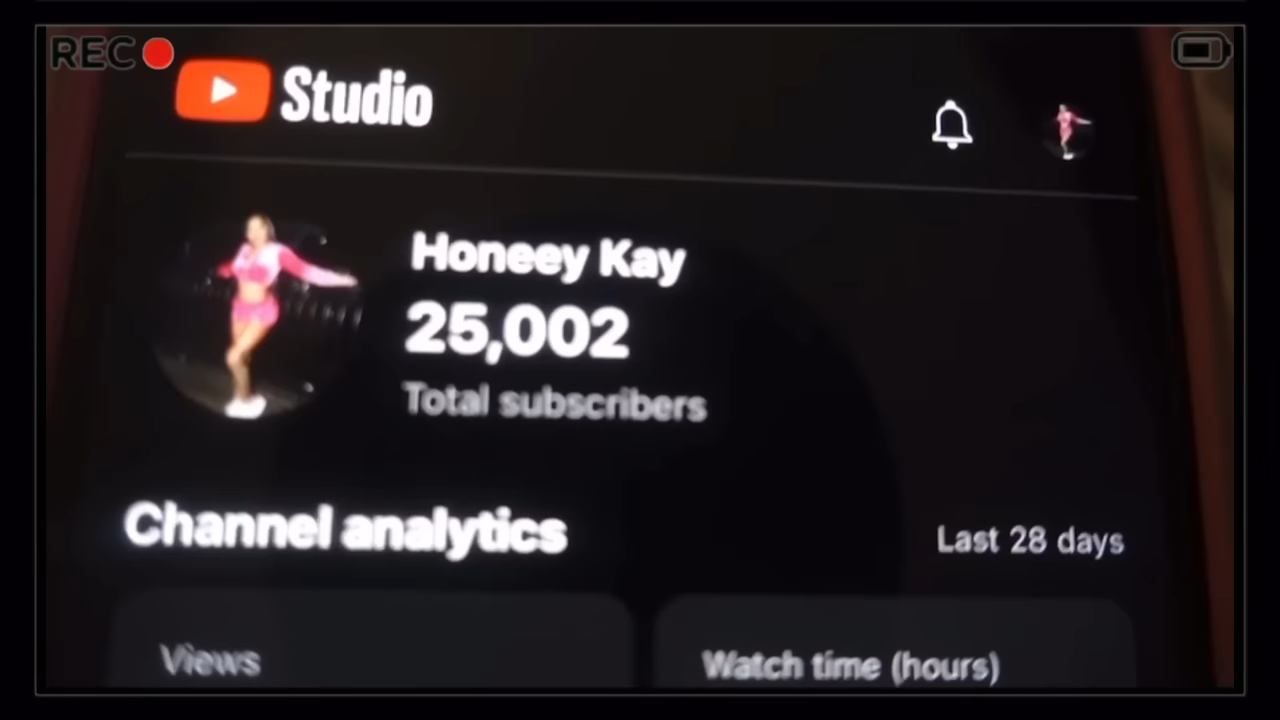 REC
Studio
Honeey Kay
25,002
Total subscribers
Channel analytics
Last 28 days
Views
Watch time (hours)